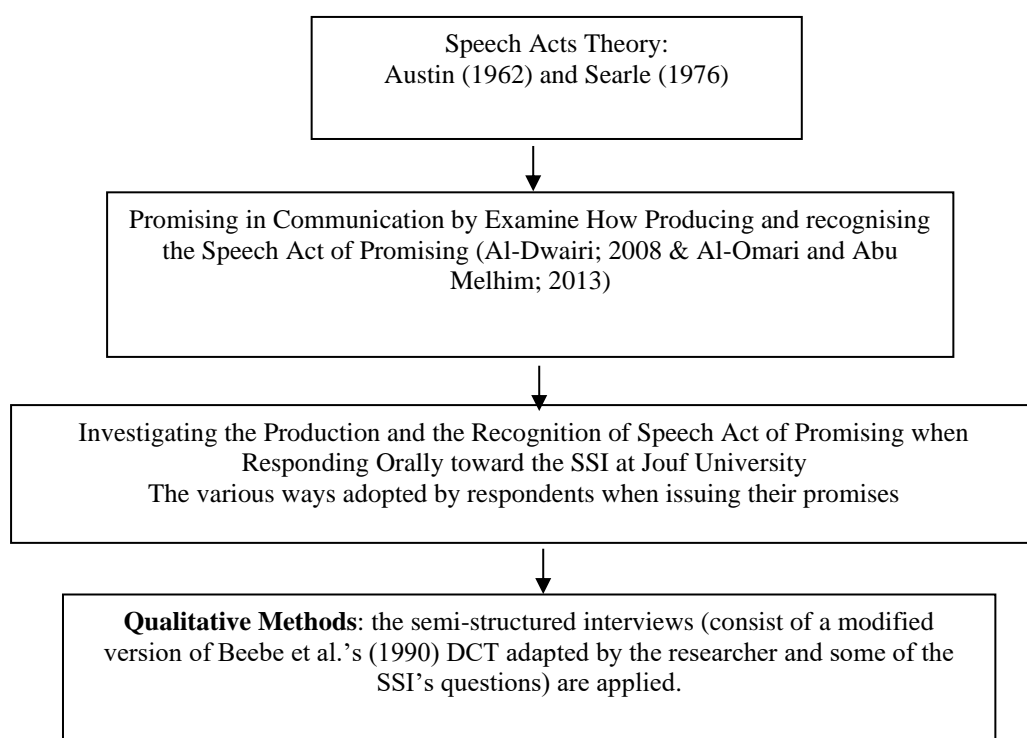 Speech Acts Theory:
Austin (1962) and Searle (1976)
Promising in Communication by Examine How Producing and recognising
the Speech Act of Promising (Al-Dwairi; 2008 & Al-Omari and Abu
Melhim; 2013)
Investigating the Production and the Recognition of Speech Act of Promising when
Responding Orally toward the SSI at Jouf University
The various ways adopted by respondents when issuing their promises
Qualitative Methods: the semi-structured interviews (consist of a modified
version of Beebe et al.’s (1990) DCT adapted by the researcher and some of the
SSI’s questions) are applied.